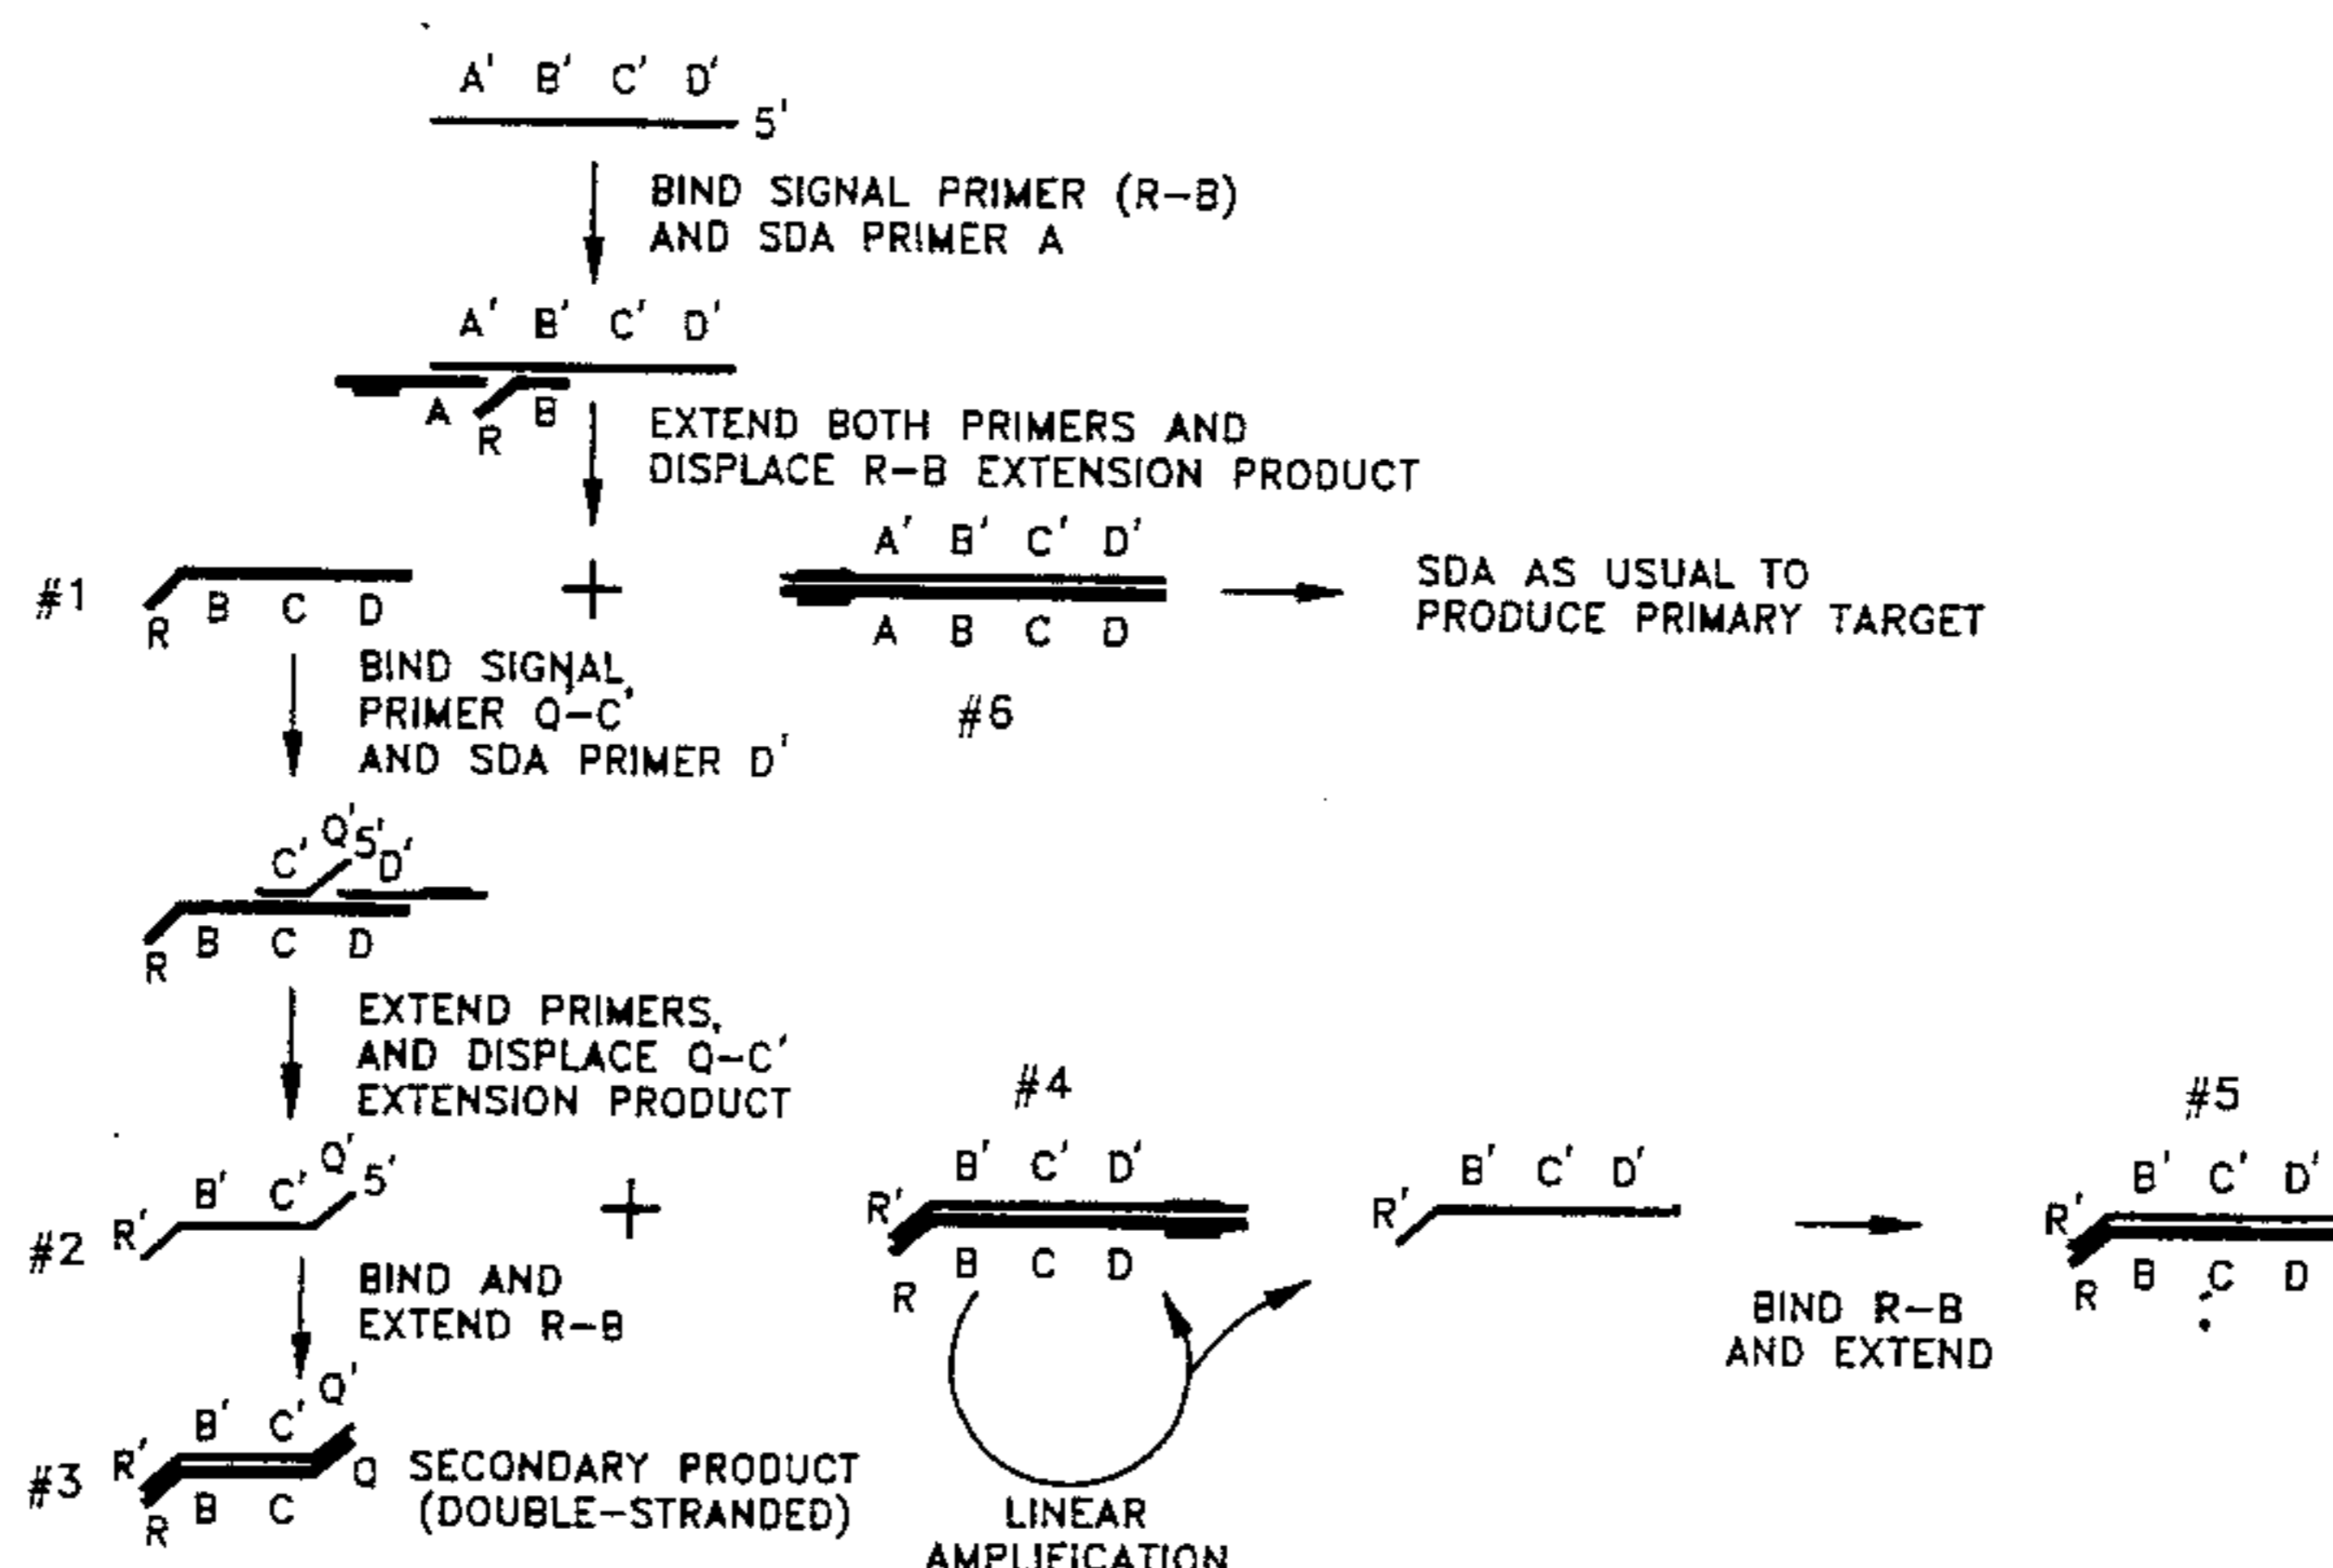 A' B' C' D'
5'
BIND SIGNAL PRIMER (R-B)
AND SDA PRIMER A
A' B' C' D'
A R B
EXTEND BOTH PRIMERS AND
DISPLACE R-B EXTENSION PRODUCT
#1
R B C D
+
A' B' C' D'
A B C D
#6
SDA AS USUAL TO
PRODUCE PRIMARY TARGET
BIND SIGNAL
PRIMER Q'-C'
AND SDA PRIMER D'
C' Q' 5' D'
R B C D
EXTEND PRIMERS,
AND DISPLACE Q'-C'
EXTENSION PRODUCT
#2
R' B' C' Q' 5'
+
#4
R' B' C' D'
R B C D
R' B' C' D'
BIND R-B
AND EXTEND
#5
R' B' C' D'
R B C D
BIND AND
EXTEND R-B
#3
R' B' C' Q'
R B C Q
SECONDARY PRODUCT
(DOUBLE-STRANDED)
LINEAR
AMPLIFICATION